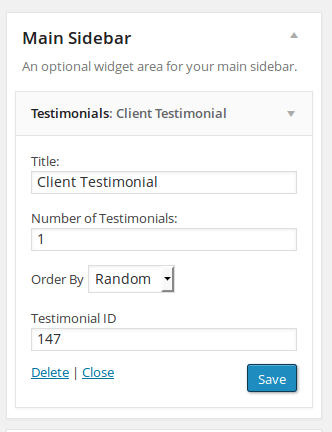 Main Sidebar
An optional widget area for your main sidebar.
Testimonials: Client Testimonial
Title:
Client Testimonial
Number of Testimonials:
1
Order By Random
Testimonial ID
147
Delete | Close
Save